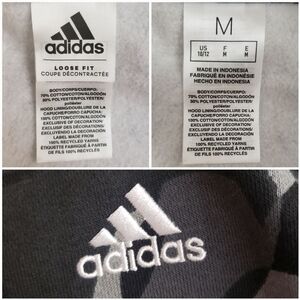 adidas
LOOSE FIT
COUPE DÉCONTRACTÉE
BODY/CORPS/CUERPO:
70% COTTON/COTON/ALGODÓN
30% POLYESTER/POLYESTER/
poliéster
HOOD LINING/DOUBLURE DE LA
CAPUCHE/FORRO CAPUCHA:
100% COTTON/COTON/ALGODÓN
EXCLUSIVE OF DECORATION/
EXCLUSIF DES DÉCORATIONS/
EXCLUYENDO LA DECORACIÓN
LABEL MADE FROM
100% RECYCLED YARNS
ÉTIQUETTE FABRIQUÉE À PARTIR
DE FILS 100% RECYCLÉS
M
US F E
10/12 M M
MADE IN INDONESIA
FABRIQUÉ EN INDONÉSIE
HECHO EN INDONESIA
BODY/CORPS/CUERPO:
70% COTTON/COTON/ALGODÓN
30% POLYESTER/POLYESTER/
poliéster
HOOD LINING/DOUBLURE DE LA
CAPUCHE/FORRO CAPUCHA:
100% COTTON/COTON/ALGODÓN
EXCLUSIVE OF DECORATION/
EXCLUSIF DES DÉCORATIONS/
EXCLUYENDO LA DECORACIÓN
LABEL MADE FROM
100% RECYCLED YARNS
ÉTIQUETTE FABRIQUÉE À PARTIR
DE FILS 100% RECYCLÉS
adidas